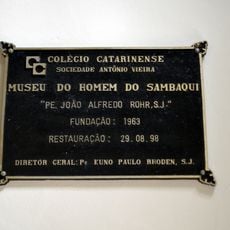 CC COLÉGIO CATARINENSE
SOCIEDADE ANTÔNIO VIEIRA
MUSEU DO HOMEM DO SAMBAQUI
"PE. JOÃO ALFREDO ROHR, S.J."
FUNDAÇÃO: 1963
RESTAURAÇÃO: 29.08.98
DIRETOR GERAL: Pe KUNO PAULO RHODEN, S.J.